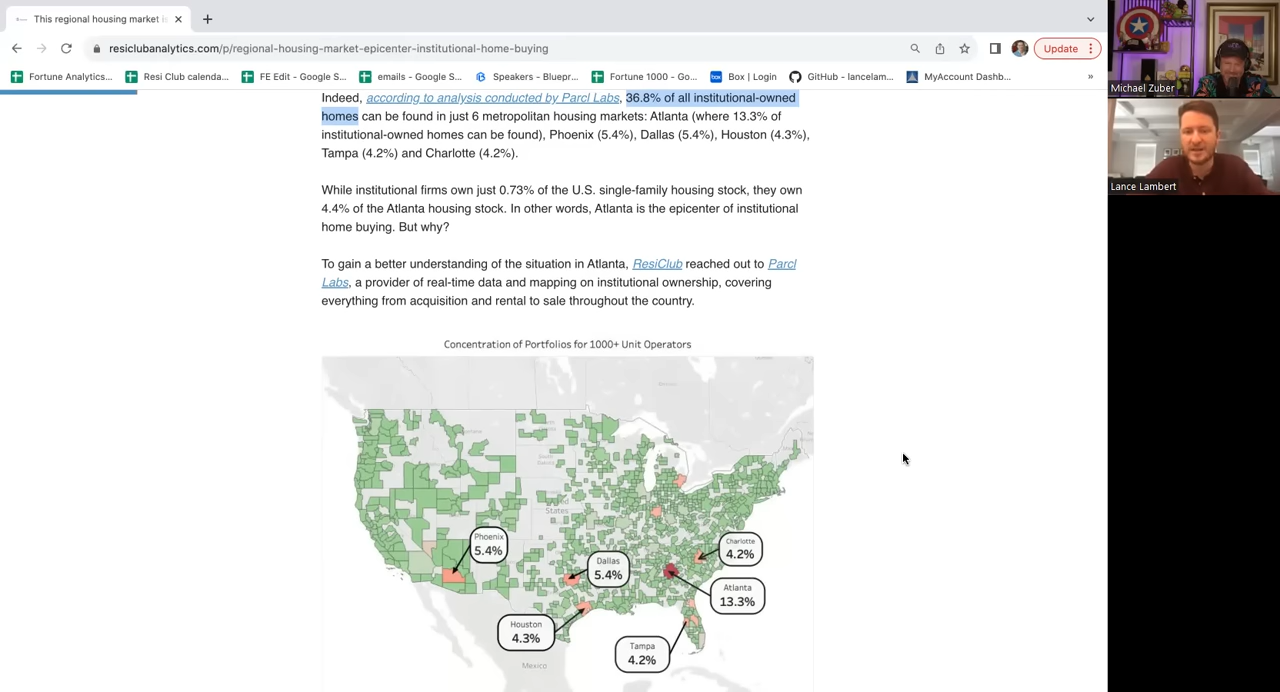 This regional housing market i
resiclubanalytics.com/p/regional-housing-market-epicenter-institutional-home-buying
Update
Fortune Analytics...
Resi Club calenda...
FE Edit - Google S...
emails - Google S...
Speakers - Bluepr...
Fortune 1000 - Go...
Box | Login
GitHub - lancelam...
MyAccount Dashb...
»
Indeed, according to analysis conducted by Parcl Labs, 36.8% of all institutional-owned
homes can be found in just 6 metropolitan housing markets: Atlanta (where 13.3% of
institutional-owned homes can be found), Phoenix (5.4%), Dallas (5.4%), Houston (4.3%),
Tampa (4.2%) and Charlotte (4.2%).
While institutional firms own just 0.73% of the U.S. single-family housing stock, they own
4.4% of the Atlanta housing stock. In other words, Atlanta is the epicenter of institutional
home buying. But why?
To gain a better understanding of the situation in Atlanta, ResiClub reached out to Parcl
Labs, a provider of real-time data and mapping on institutional ownership, covering
everything from acquisition and rental to sale throughout the country.
Concentration of Portfolios for 1000+ Unit Operators
United
States
Phoenix
5.4%
Dallas
5.4%
Charlotte
4.2%
Atlanta
13.3%
Houston
4.3%
Tampa
4.2%
Mexico
Michael Zuber
Lance Lambert